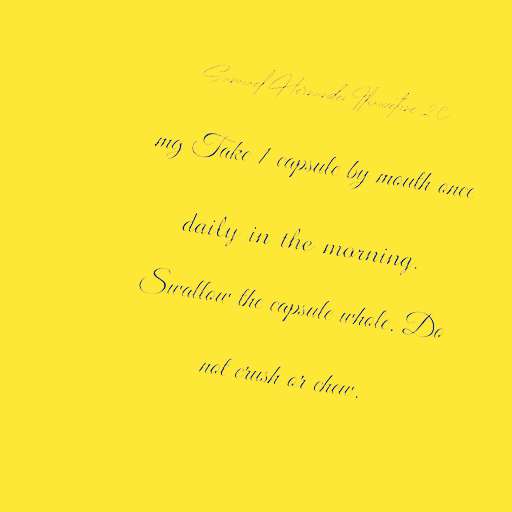 Samuel Hernandez Fluoxetine 20
mg Take 1 capsule by mouth once
daily in the morning.
Swallow the capsule whole. Do
not crush or chew.